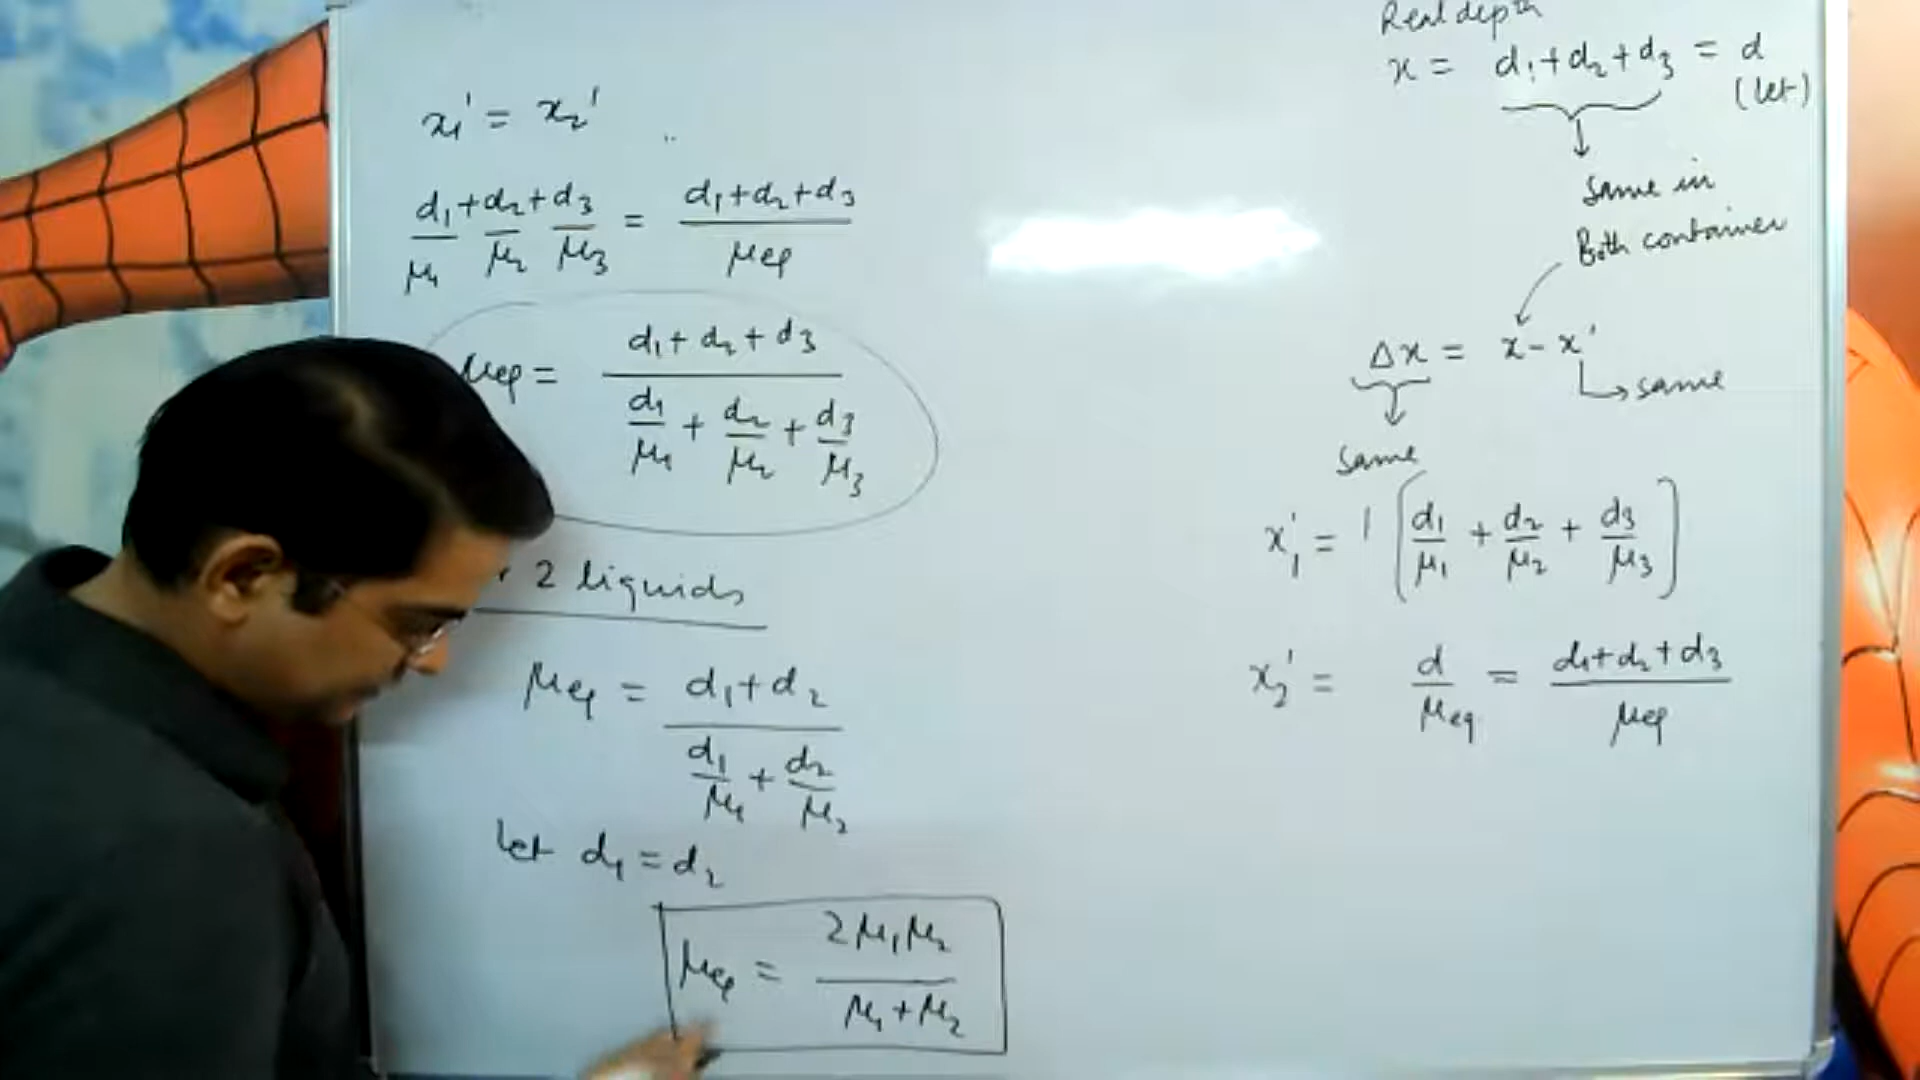 x₁' = x₂'
d₁/μ₁ + d₂/μ₂ + d₃/μ₃ = (d₁+d₂+d₃)/μeq
μeq = (d₁+d₂+d₃)/(d₁/μ₁ + d₂/μ₂ + d₃/μ₃)
2 liquids
μeq = (d₁+d₂)/(d₁/μ₁ + d₂/μ₂)
Let d₁ = d₂
μeq = 2μ₁μ₂/(μ₁+μ₂)
Real depth
x = d₁+d₂+d₃ = d
(let)
Same in
Both container
Δx = x - x'
same
Same
x₁' = 1 [d₁/μ₁ + d₂/μ₂ + d₃/μ₃]
x₂' = d/μeq = (d₁+d₂+d₃)/μeq